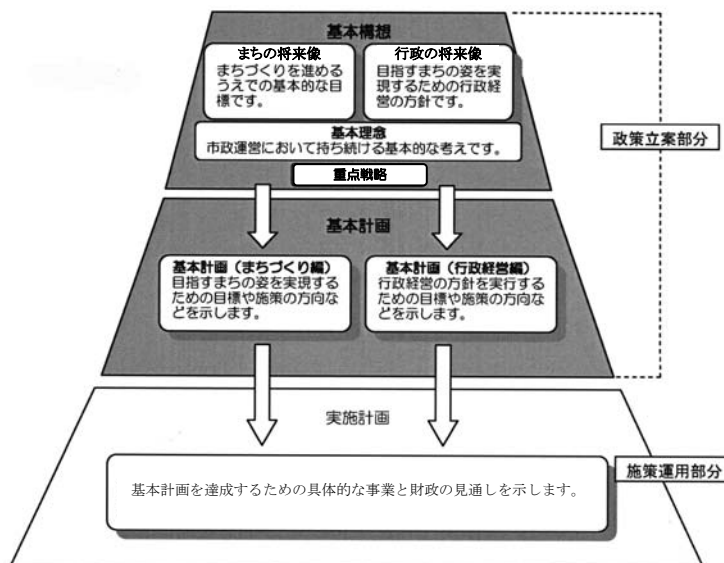 基本構想
まちの将来像
まちづくりを進める
うえでの基本的な目
標です。
行政の将来像
目指すまちの姿を実
現するための行政経
営の方針です。
基本理念
市政運営において持ち続ける基本的な考えです。
重点戦略
政策立案部分
基本計画
基本計画（まちづくり編）
目指すまちの姿を実現する
ための目標や施策の方向な
どを示します。
基本計画（行政経営編）
行政経営の方針を実行する
ための目標や施策の方向な
どを示します。
実施計画
基本計画を達成するための具体的な事業と財政の見通しを示します。
施策運用部分